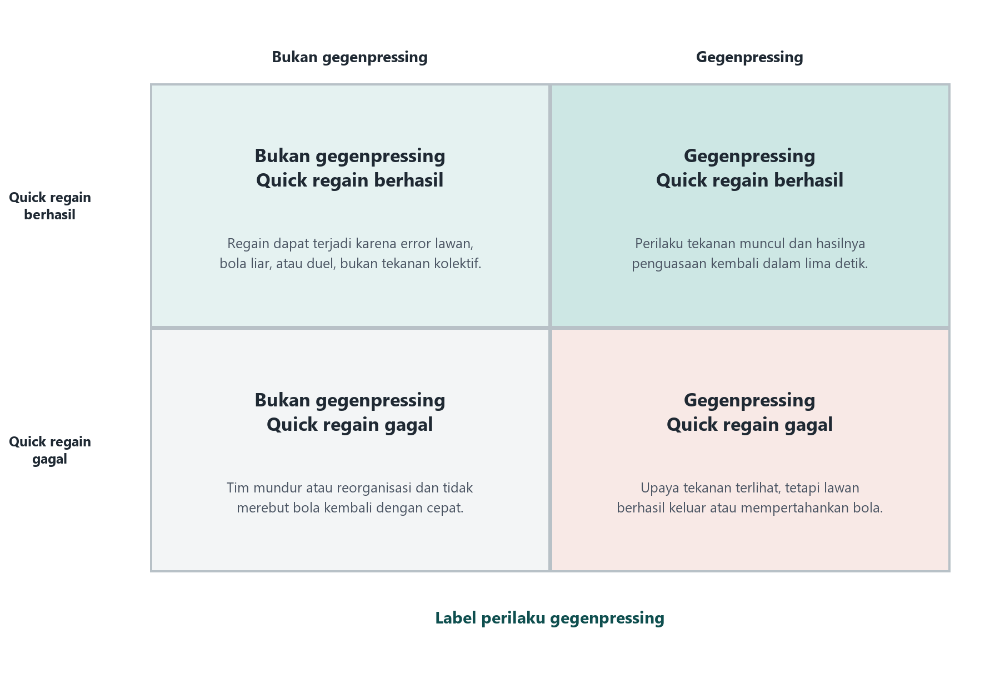 Bukan gegenpressing
Gegenpressing
Quick regain
berhasil
Bukan gegenpressing
Quick regain berhasil
Regain dapat terjadi karena error lawan,
bola liar, atau duel, bukan tekanan kolektif.
Gegenpressing
Quick regain berhasil
Perilaku tekanan muncul dan hasilnya
penguasaan kembali dalam lima detik.
Quick regain
gagal
Bukan gegenpressing
Quick regain gagal
Tim mundur atau reorganisasi dan tidak
merebut bola kembali dengan cepat.
Gegenpressing
Quick regain gagal
Upaya tekanan terlihat, tetapi lawan
berhasil keluar atau mempertahankan bola.
Label perilaku gegenpressing